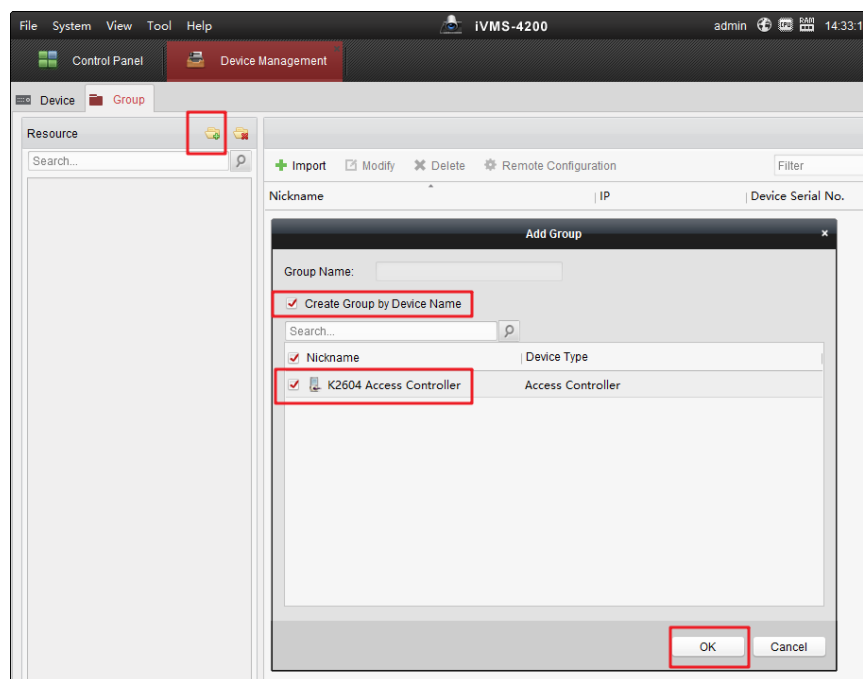 File System View Tool Help iVMS-4200 admin CPU RAM 14:33:1
Control Panel Device Management
Device Group
Resource
Search...
Import Modify Delete Remote Configuration Filter
Nickname IP Device Serial No.
Add Group
Group Name:
Create Group by Device Name
Search...
Nickname Device Type
K2604 Access Controller Access Controller
OK Cancel